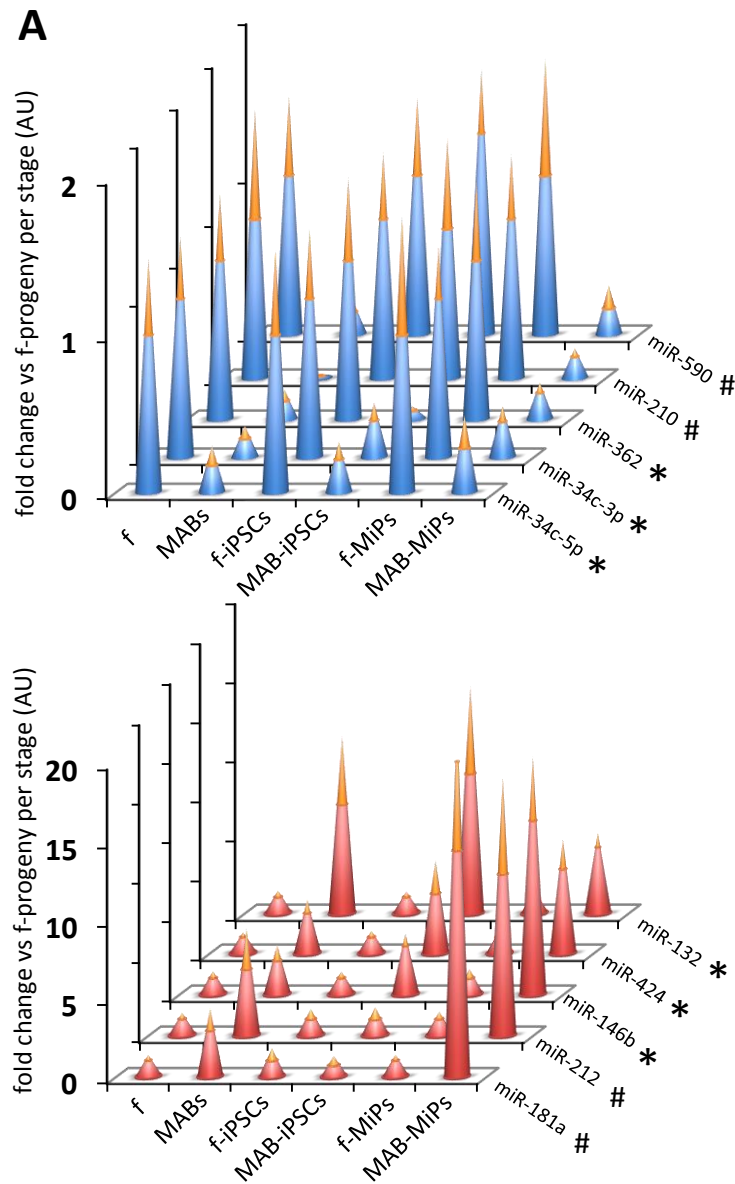 A
fold change vs f-progeny per stage (AU)
2
1
0
miR-590 #
miR-210 #
miR-362 *
miR-34c-3p *
miR-34c-5p *
f
MABs
f-iPSCs
MAB-iPSCs
f-MiPs
MAB-MiPs
fold change vs f-progeny per stage (AU)
20
15
10
5
0
miR-132 *
miR-424 *
miR-146b *
miR-212 #
miR-181a #
f
MABs
f-iPSCs
MAB-iPSCs
f-MiPs
MAB-MiPs